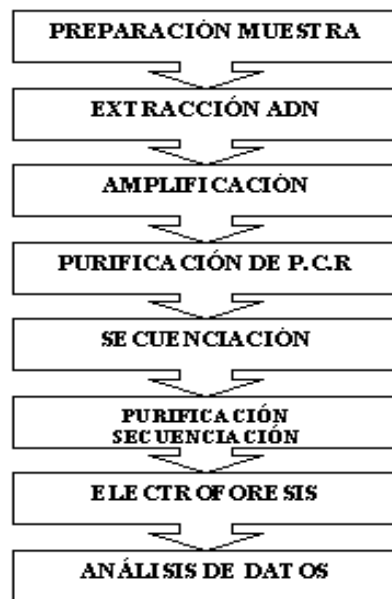 PREPARACIÓN MUESTRA
EXTRACCIÓN ADN
AMPLIFICACIÓN
PURIFICACIÓN DE P.C.R
SECUENCIACIÓN
PURIFICACIÓN
SECUENCIACIÓN
ELECTROFORESIS
ANÁLISIS DE DATOS